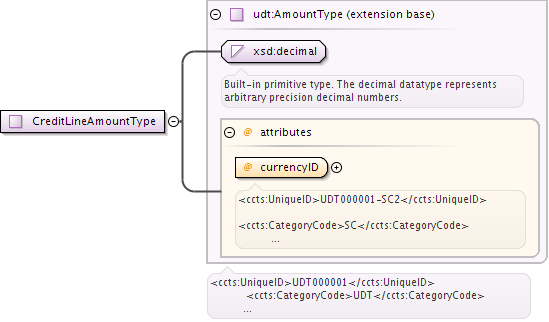 udt:AmountType (extension base)
xsd:decimal
Built-in primitive type. The decimal datatype represents
arbitrary precision decimal numbers.
CreditLineAmountType
@ attributes
@ currencyID
<ccts:UniqueID>UDT000001-SC2</ccts:UniqueID>
<ccts:CategoryCode>SC</ccts:CategoryCode>
...
<ccts:UniqueID>UDT000001</ccts:UniqueID>
<ccts:CategoryCode>UDT</ccts:CategoryCode>
...